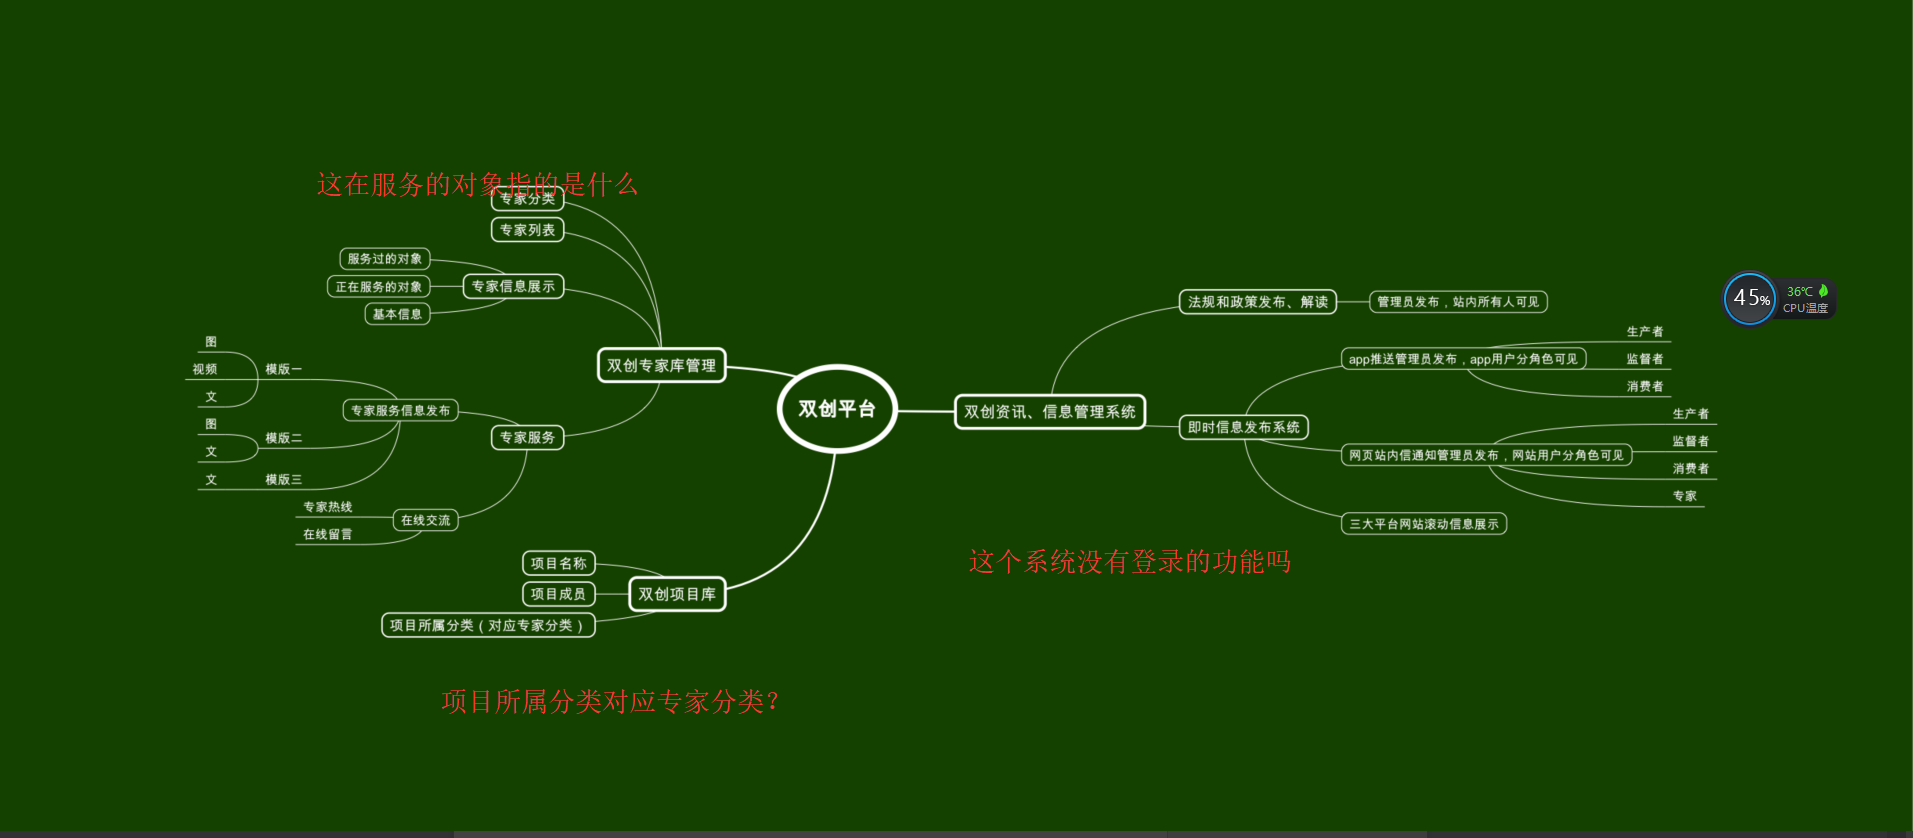 这在服务的对象指的是什么
专家分类
专家列表
服务过的对象
正在服务的对象
基本信息
专家信息展示
双创专家库管理
图
视频
文
模版一
图
文
模版二
文
模版三
专家服务信息发布
专家服务
专家热线
在线留言
在线交流
项目名称
项目成员
项目所属分类（对应专家分类）
双创项目库
项目所属分类对应专家分类？
双创平台
双创资讯、信息管理系统
法规和政策发布、解读
管理员发布，站内所有人可见
即时信息发布系统
app推送管理员发布，app用户分角色可见
生产者
监督者
消费者
网页站内信通知管理员发布，网站用户分角色可见
生产者
监督者
消费者
专家
三大平台网站滚动信息展示
这个系统没有登录的功能吗
45%
36℃
CPU温度